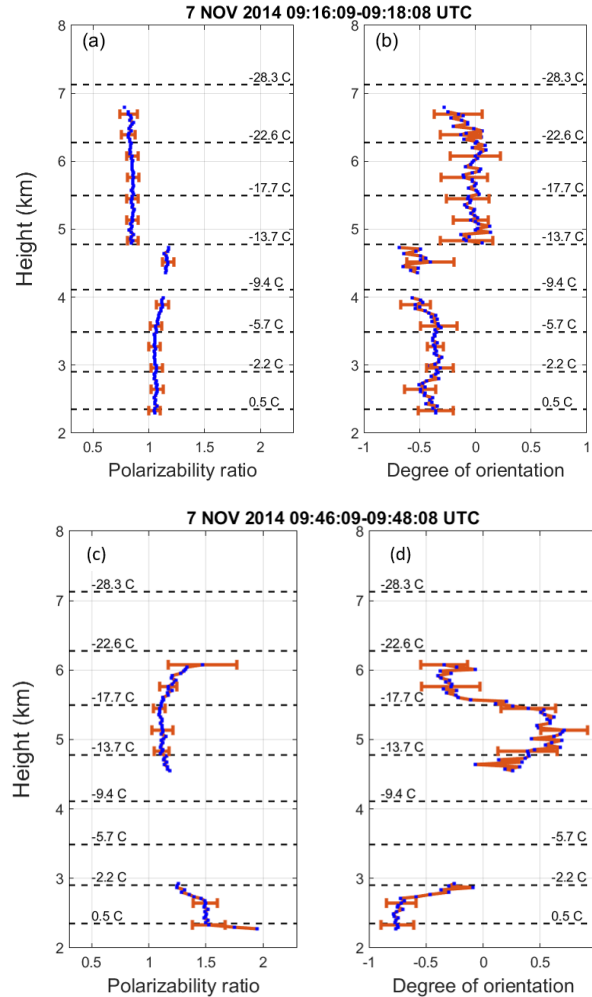 7 NOV 2014 09:16:09-09:18:08 UTC
(a)
(b)
8
7
6
5
4
3
2
Height (km)
-28.3 C
-22.6 C
-17.7 C
-13.7 C
-9.4 C
-5.7 C
-2.2 C
0.5 C
-28.3 C
-22.6 C
-17.7 C
-13.7 C
-9.4 C
-5.7 C
-2.2 C
0.5 C
0.5 1 1.5 2
-1 -0.5 0 0.5 1
Polarizability ratio
Degree of orientation
7 NOV 2014 09:46:09-09:48:08 UTC
(c)
(d)
8
7
6
5
4
3
2
Height (km)
-28.3 C
-22.6 C
-17.7 C
-13.7 C
-9.4 C
-5.7 C
-2.2 C
0.5 C
-28.3 C
-22.6 C
-17.7 C
-13.7 C
-9.4 C
-5.7 C
-2.2 C
0.5 C
0.5 1 1.5 2
-1 -0.5 0 0.5
Polarizability ratio
Degree of orientation